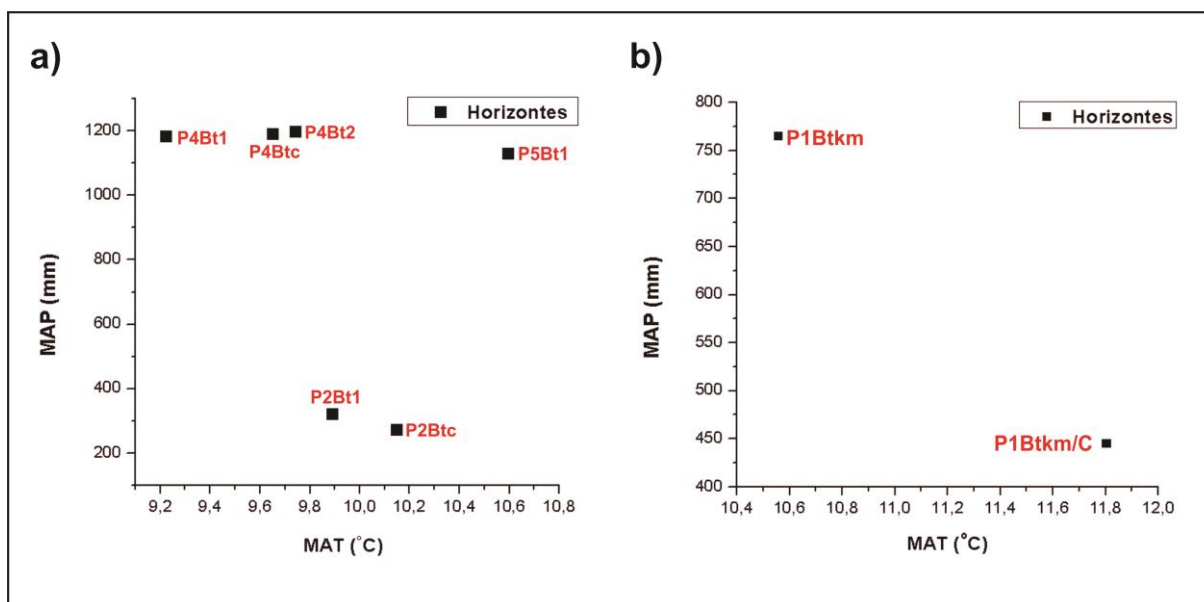 a)
Horizontes
MAP (mm)
1200
1000
800
600
400
200
P4Bt1
P4Btc
P4Bt2
P5Bt1
P2Bt1
P2Btc
9,2 9,4 9,6 9,8 10,0 10,2 10,4 10,6 10,8
MAT (°C)
b)
Horizontes
MAP (mm)
800
750
700
650
600
550
500
450
400
P1Btkm
P1Btkm/C
10,4 10,6 10,8 11,0 11,2 11,4 11,6 11,8 12,0
MAT (°C)